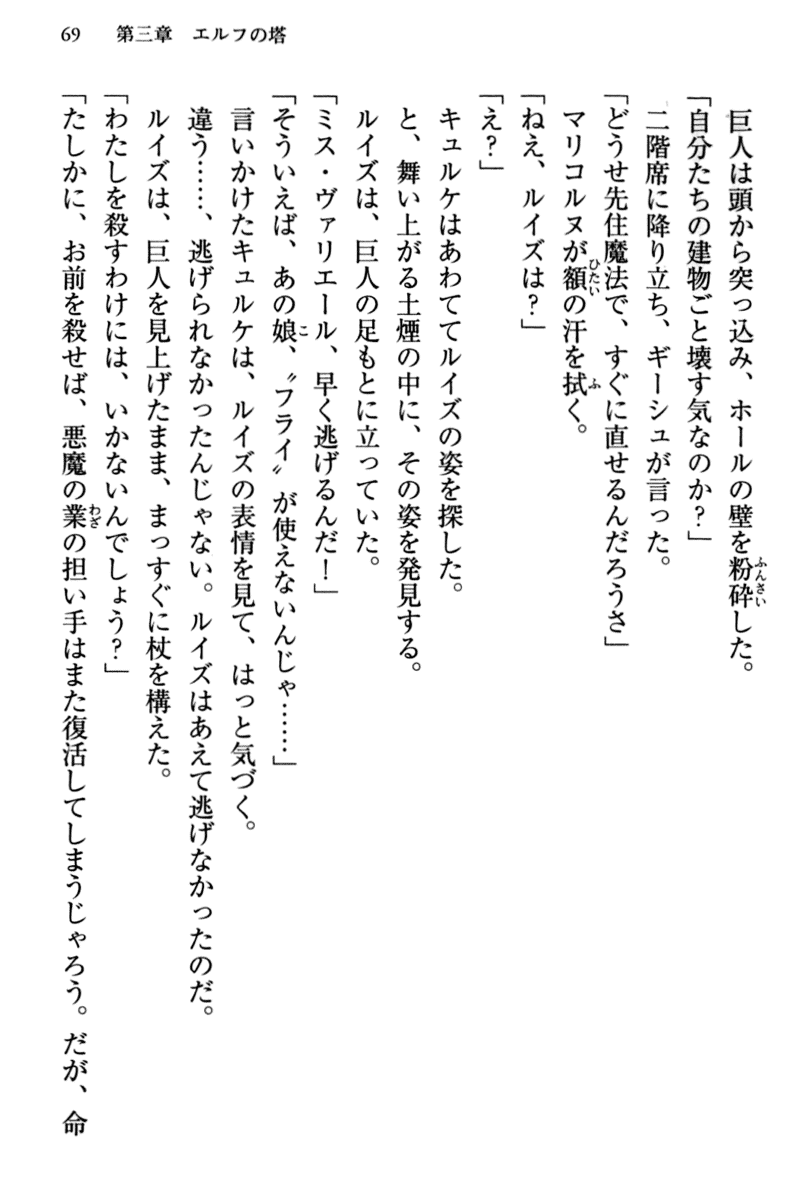 69　第三章　エルフの塔
　巨人は頭から突っ込み、ホールの壁を粉砕した。
「自分たちの建物ごと壊す気なのか？」
　二階席に降り立ち、ギーシュが言った。
「どうせ先住魔法で、すぐに直せるんだろうさ」
　マリコルヌが額の汗を拭く。
「ねえ、ルイズは？」
「え？」
　キュルケはあわててルイズの姿を探した。
　と、舞い上がる土煙の中に、その姿を発見する。
　ルイズは、巨人の足もとに立っていた。
「ミス・ヴァリエール、早く逃げるんだ！」
「そういえば、あの娘、〝フライ〟が使えないんじゃ……」
　言いかけたキュルケは、ルイズの表情を見て、はっと気づく。
　違う……、逃げられなかったんじゃない。ルイズはあえて逃げなかったのだ。
　ルイズは、巨人を見上げたまま、まっすぐに杖を構えた。
「わたしを殺すわけには、いかないんでしょう？」
「たしかに、お前を殺せば、悪魔の業の担い手はまた復活してしまうじゃろう。だが、命
ふんさい
ひたい
ふ
こ
わざ